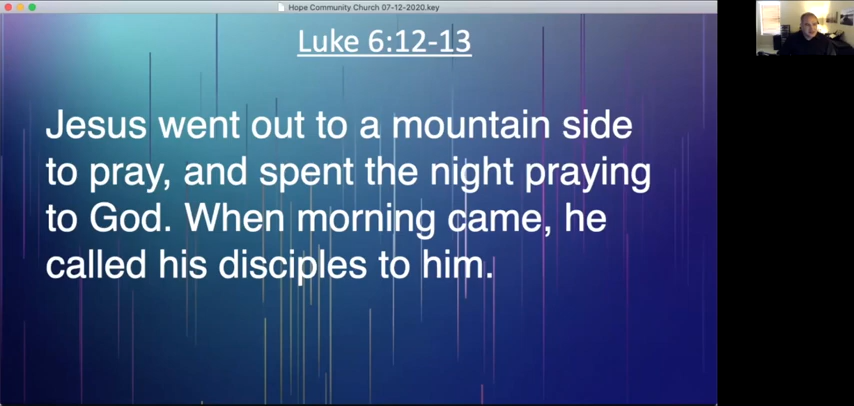 Hope Community Church 07-12-2020.key
Luke 6:12-13
Jesus went out to a mountain side
to pray, and spent the night praying
to God. When morning came, he
called his disciples to him.